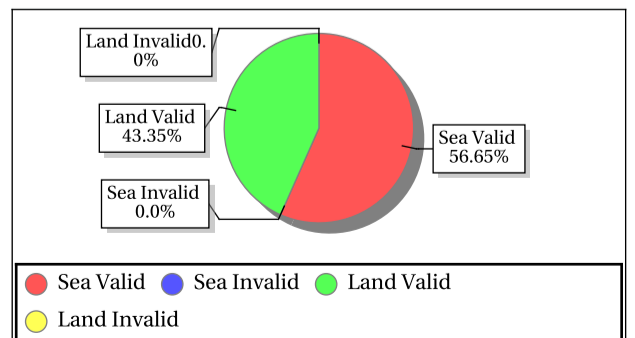 Land Invalid0.
0%
Land Valid
43.35%
Sea Valid
56.65%
Sea Invalid
0.0%
Sea Valid
Sea Invalid
Land Valid
Land Invalid